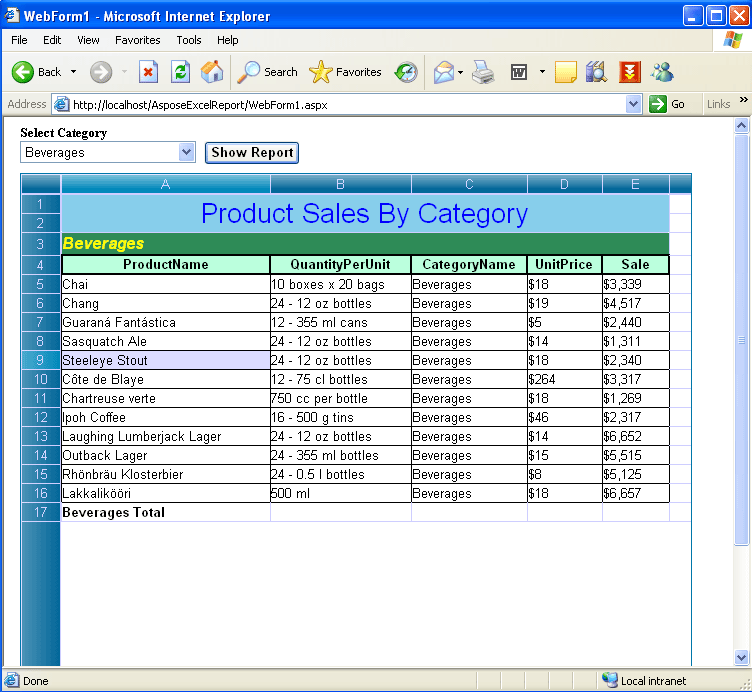 WebForm1 - Microsoft Internet Explorer
File Edit View Favorites Tools Help
Back Search Favorites
Address http://localhost/AsposeExcelReport/WebForm1.aspx Go Links »
Select Category
Beverages Show Report
A B C D E
1 Product Sales By Category
2
3 Beverages
4 ProductName QuantityPerUnit CategoryName UnitPrice Sale
5 Chai 10 boxes x 20 bags Beverages $18 $3,339
6 Chang 24 - 12 oz bottles Beverages $19 $4,517
7 Guaraná Fantástica 12 - 355 ml cans Beverages $5 $2,440
8 Sasquatch Ale 24 - 12 oz bottles Beverages $14 $1,311
9 Steeleye Stout 24 - 12 oz bottles Beverages $18 $2,340
10 Côte de Blaye 12 - 75 cl bottles Beverages $264 $3,317
11 Chartreuse verte 750 cc per bottle Beverages $18 $1,269
12 Ipoh Coffee 16 - 500 g tins Beverages $46 $2,317
13 Laughing Lumberjack Lager 24 - 12 oz bottles Beverages $14 $6,652
14 Outback Lager 24 - 355 ml bottles Beverages $15 $5,515
15 Rhönbräu Klosterbier 24 - 0.5 l bottles Beverages $8 $5,125
16 Lakkalikööri 500 ml Beverages $18 $6,657
17 Beverages Total
Done Local intranet